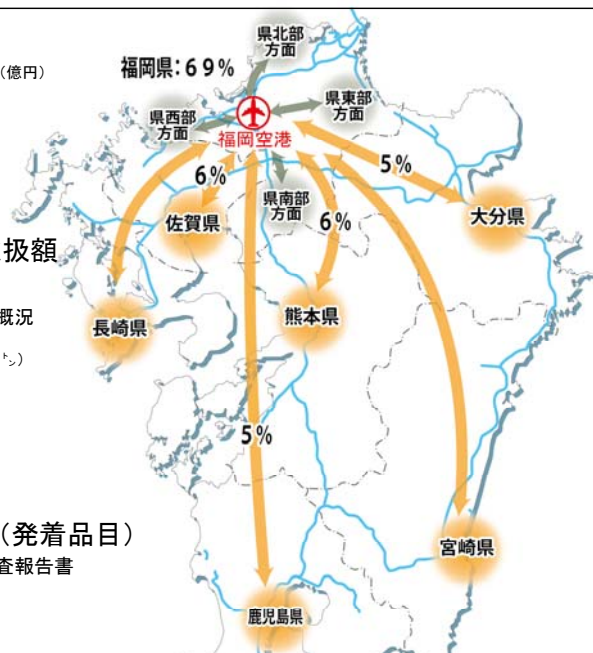 県北部
方面
(億円)
福岡県:69%
県西部
方面
県東部
方面
福岡空港
6%
5%
佐賀県
県南部
方面
6%
大分県
扱額
概況
長崎県
熊本県
トン)
5%
(発着品目)
査報告書
宮崎県
鹿児島県